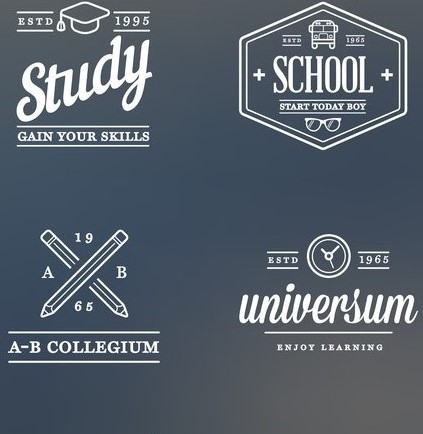 ESTD 1995
Study
GAIN YOUR SKILLS
ESTD 1965
SCHOOL
START TODAY BOY
19
A B
65
A-B COLLEGIUM
ESTD 1965
universum
ENJOY LEARNING